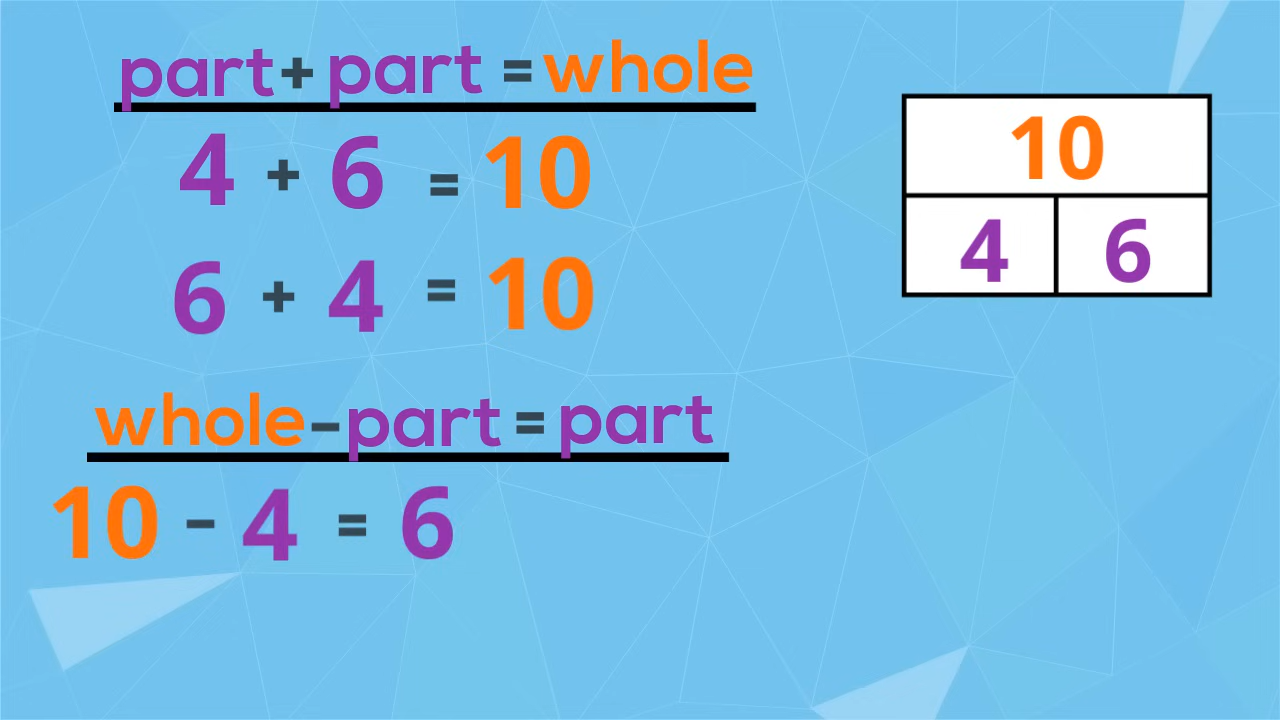 part + part = whole
4 + 6 = 10
6 + 4 = 10
whole - part = part
10 - 4 = 6
10
4 6